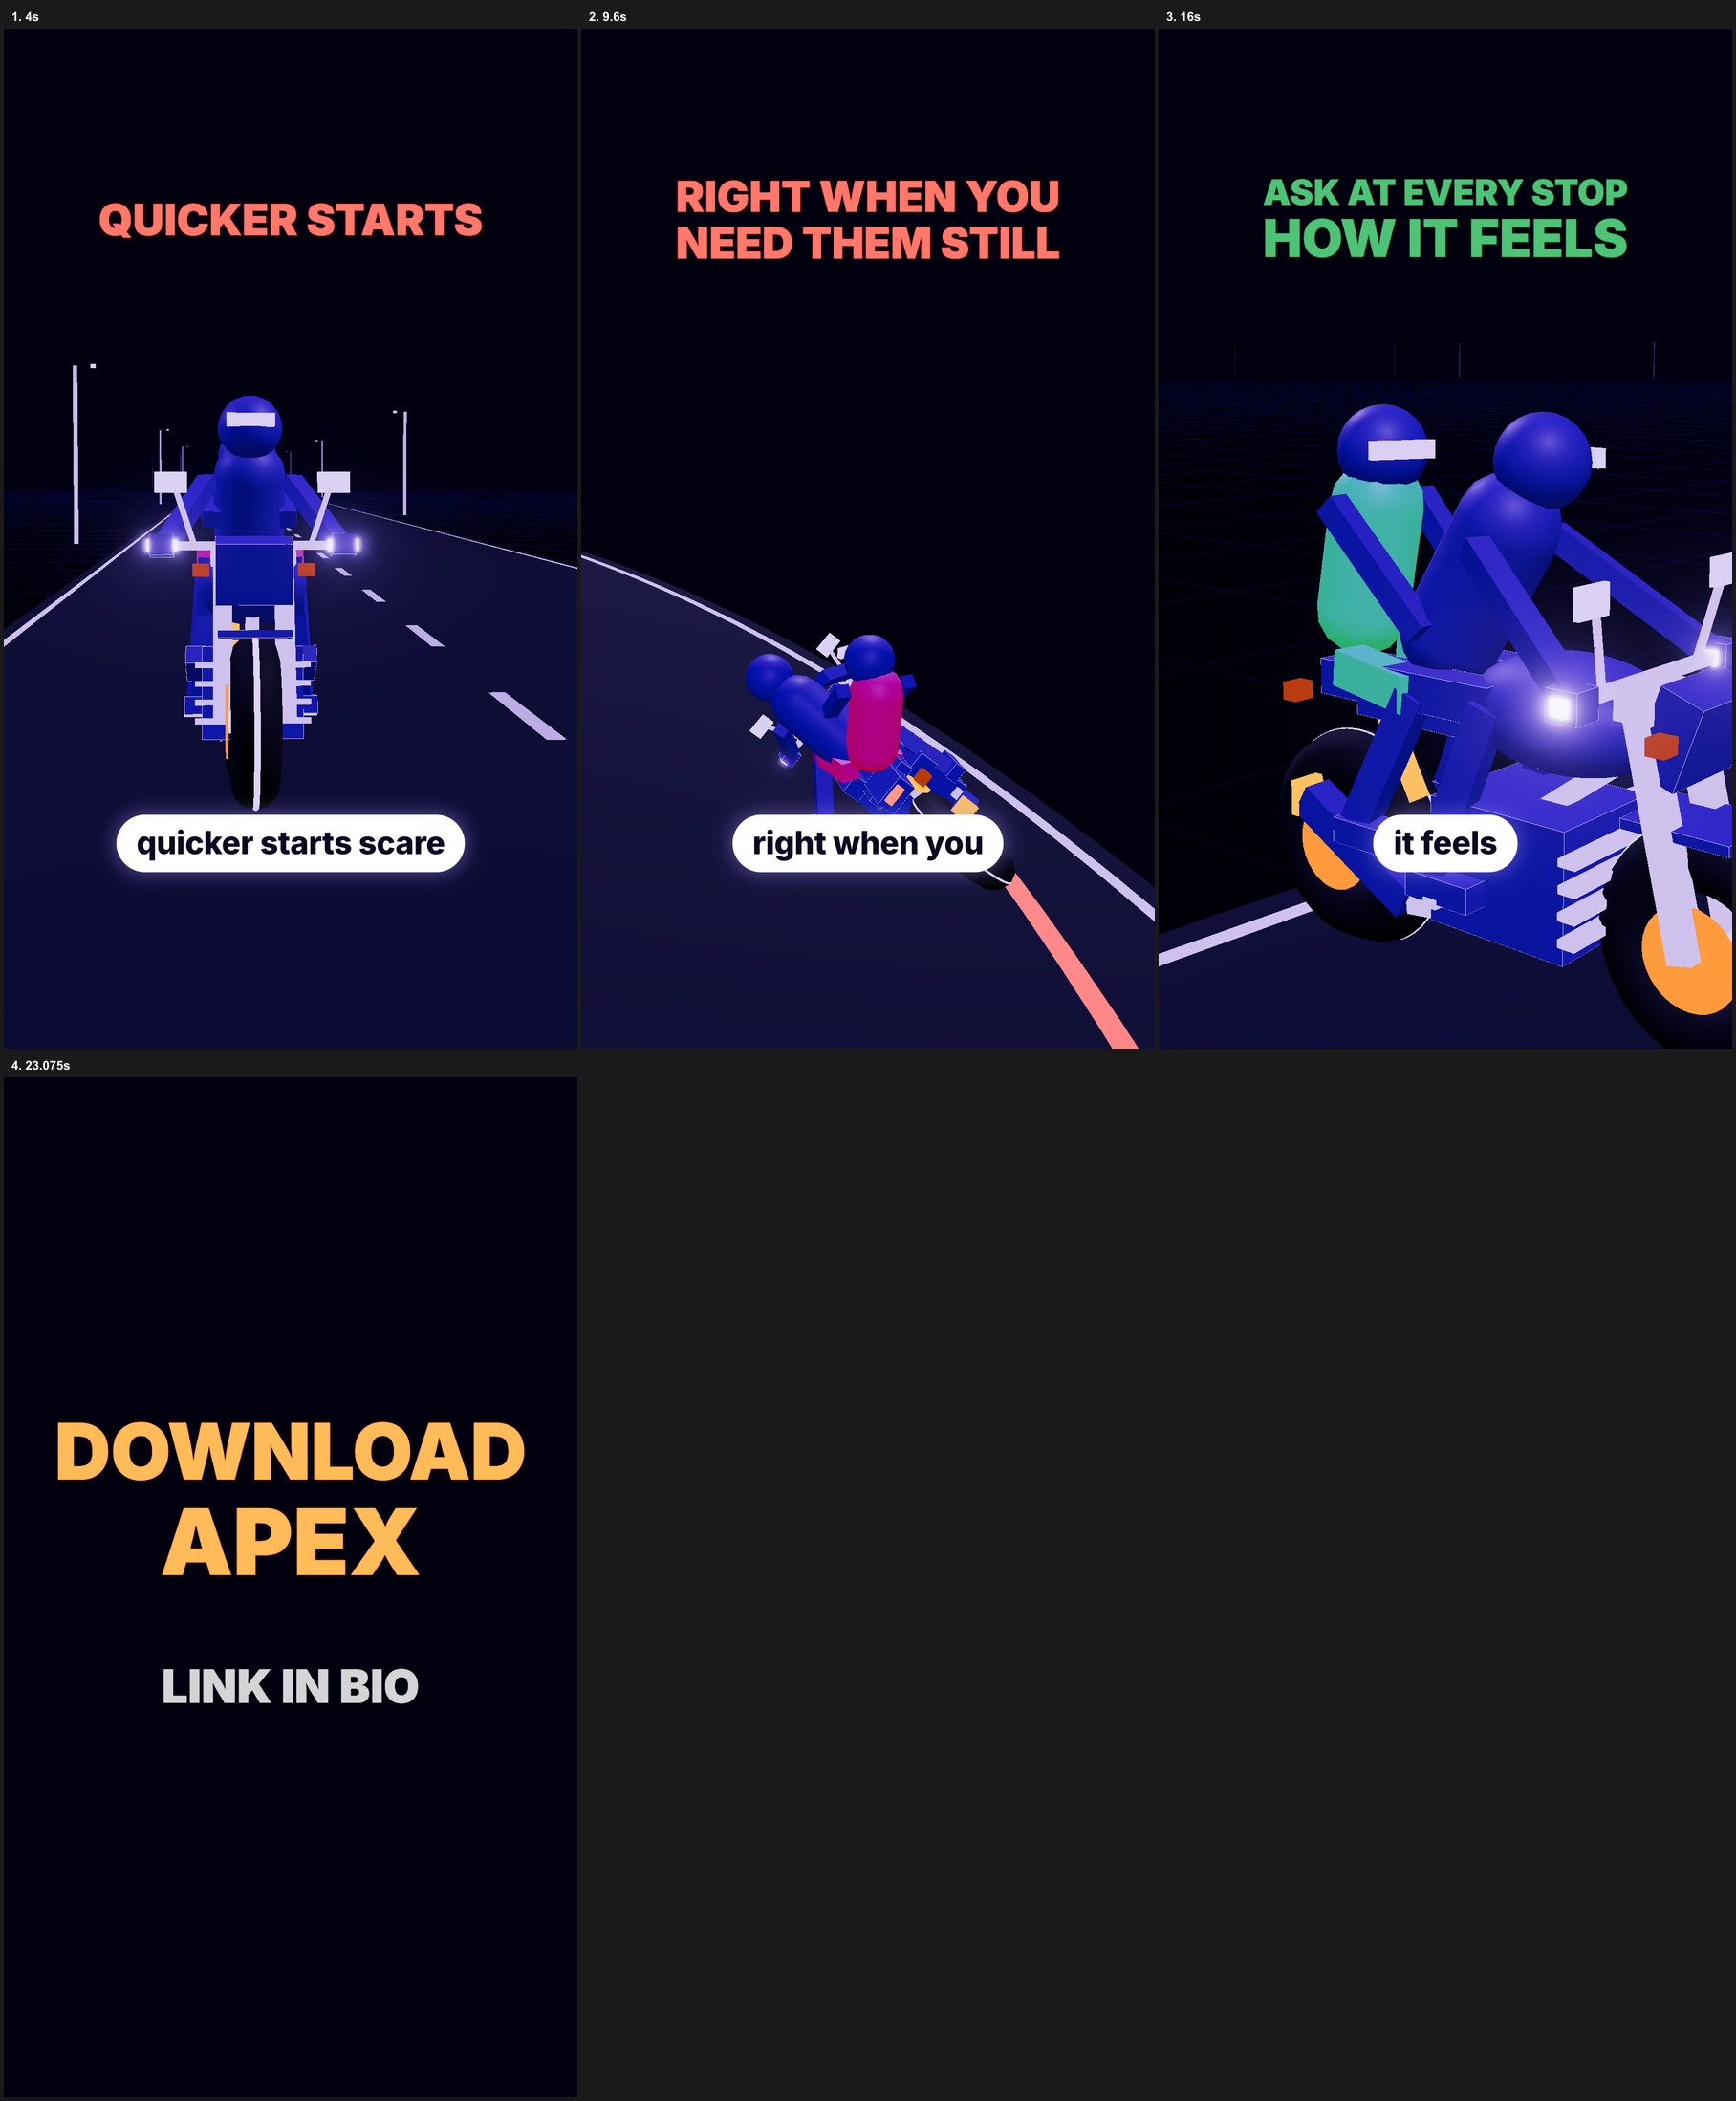 1. 4s
QUICKER STARTS
quicker starts scare
2. 9.6s
RIGHT WHEN YOU
NEED THEM STILL
right when you
3. 16s
ASK AT EVERY STOP
HOW IT FEELS
it feels
4. 23.075s
DOWNLOAD
APEX
LINK IN BIO